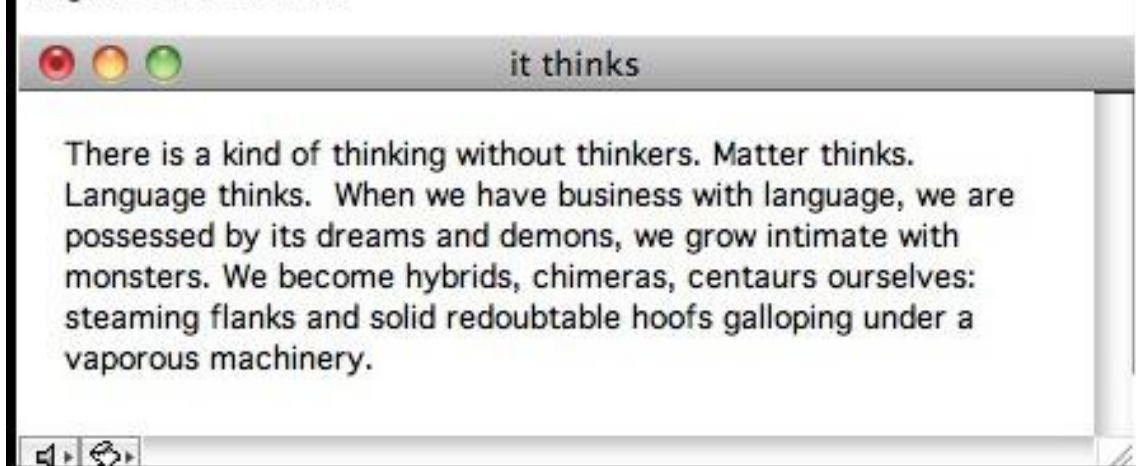 it thinks
There is a kind of thinking without thinkers. Matter thinks.
Language thinks.  When we have business with language, we are
possessed by its dreams and demons, we grow intimate with
monsters. We become hybrids, chimeras, centaurs ourselves:
steaming flanks and solid redoubtable hoofs galloping under a
vaporous machinery.